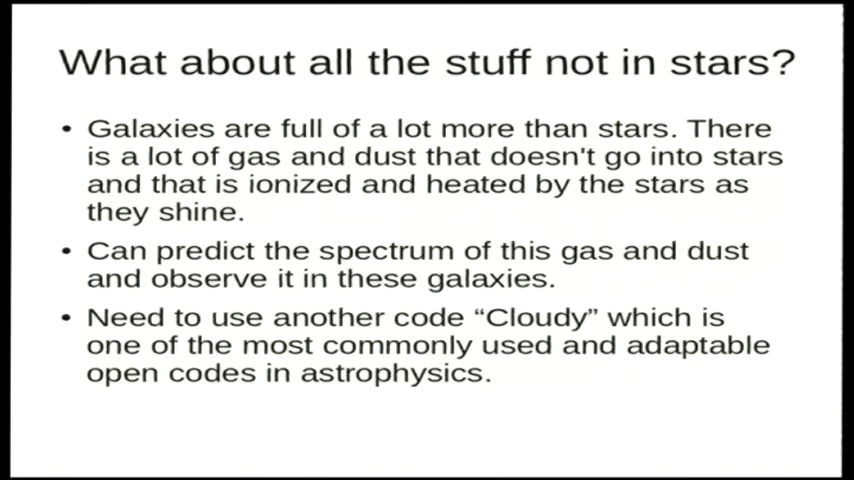 What about all the stuff not in stars?
• Galaxies are full of a lot more than stars. There
is a lot of gas and dust that doesn't go into stars
and that is ionized and heated by the stars as
they shine.
• Can predict the spectrum of this gas and dust
and observe it in these galaxies.
• Need to use another code “Cloudy” which is
one of the most commonly used and adaptable
open codes in astrophysics.